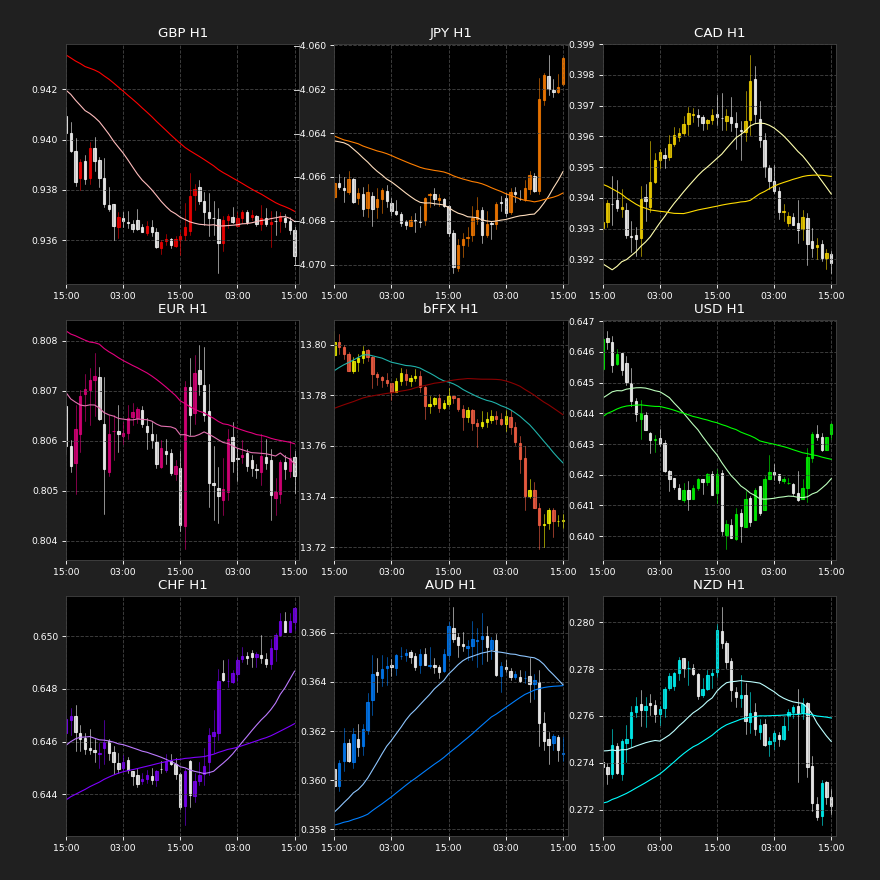 GBP H1
0.942
0.940
0.938
0.936
15:00 03:00 15:00 03:00 15:00
JPY H1
−4.060
−4.062
−4.064
−4.066
−4.068
−4.070
15:00 03:00 15:00 03:00 15:00
CAD H1
0.399
0.398
0.397
0.396
0.395
0.394
0.393
0.392
15:00 03:00 15:00 03:00 15:00
EUR H1
0.808
0.807
0.806
0.805
0.804
15:00 03:00 15:00 03:00 15:00
bFFX H1
13.80
13.78
13.76
13.74
13.72
15:00 03:00 15:00 03:00 15:00
USD H1
0.647
0.646
0.645
0.644
0.643
0.642
0.641
0.640
15:00 03:00 15:00 03:00 15:00
CHF H1
0.650
0.648
0.646
0.644
15:00 03:00 15:00 03:00 15:00
AUD H1
0.366
0.364
0.362
0.360
0.358
15:00 03:00 15:00 03:00 15:00
NZD H1
0.280
0.278
0.276
0.274
0.272
15:00 03:00 15:00 03:00 15:00